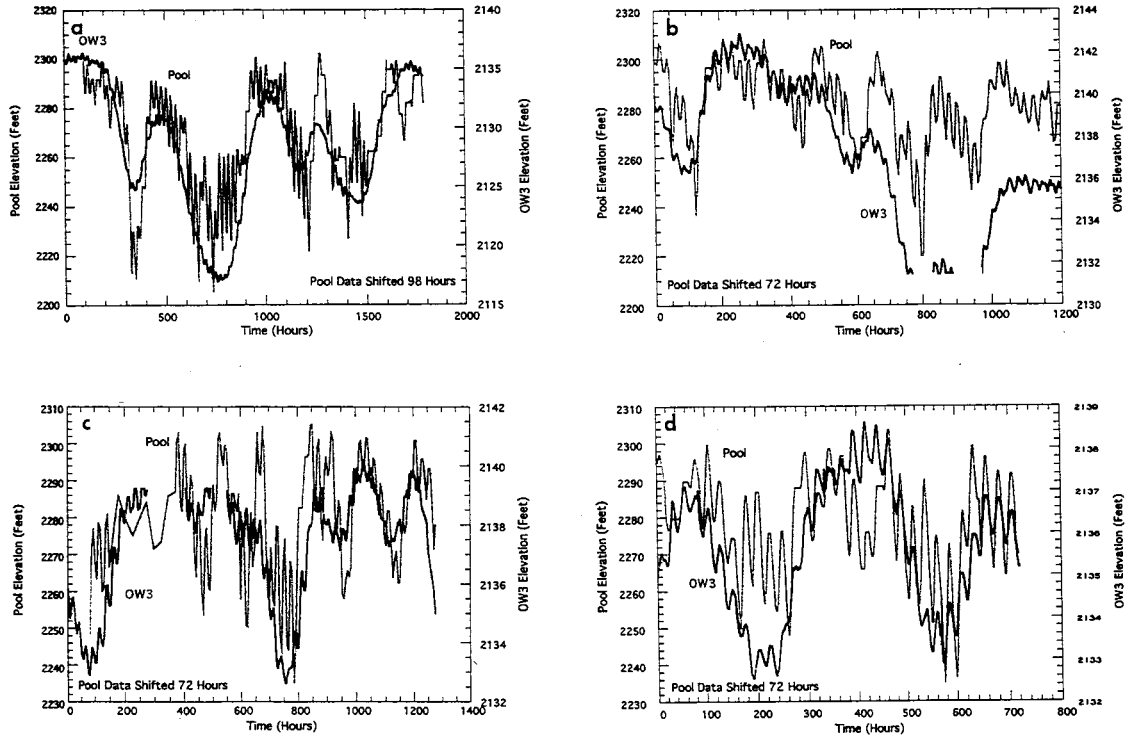 a
OW3
Pool
Pool Data Shifted 98 Hours
Pool Elevation (Feet)
2320
2300
2280
2260
2240
2220
2200
2140
2135
2130
2125
2120
2115
OW3 Elevation (Feet)
0 500 1000 1500 2000
Time (Hours)
b
Pool
OW3
Pool Data Shifted 72 Hours
Pool Elevation (Feet)
2320
2300
2280
2260
2240
2220
2200
2144
2142
2140
2138
2136
2134
2132
2130
OW3 Elevation (Feet)
0 200 400 600 800 1000 1200
Time (Hours)
c
Pool
OW3
Pool Data Shifted 72 Hours
Pool Elevation (Feet)
2310
2300
2290
2280
2270
2260
2250
2240
2230
2142
2140
2138
2136
2134
2132
OW3 Elevation (Feet)
0 200 400 600 800 1000 1200 1400
Time (Hours)
d
Pool
OW3
Pool Data Shifted 72 Hours
Pool Elevation (Feet)
2310
2300
2290
2280
2270
2260
2250
2240
2230
2139
2138
2137
2136
2135
2134
2133
2132
OW3 Elevation (Feet)
0 100 200 300 400 500 600 700 800
Time (Hours)